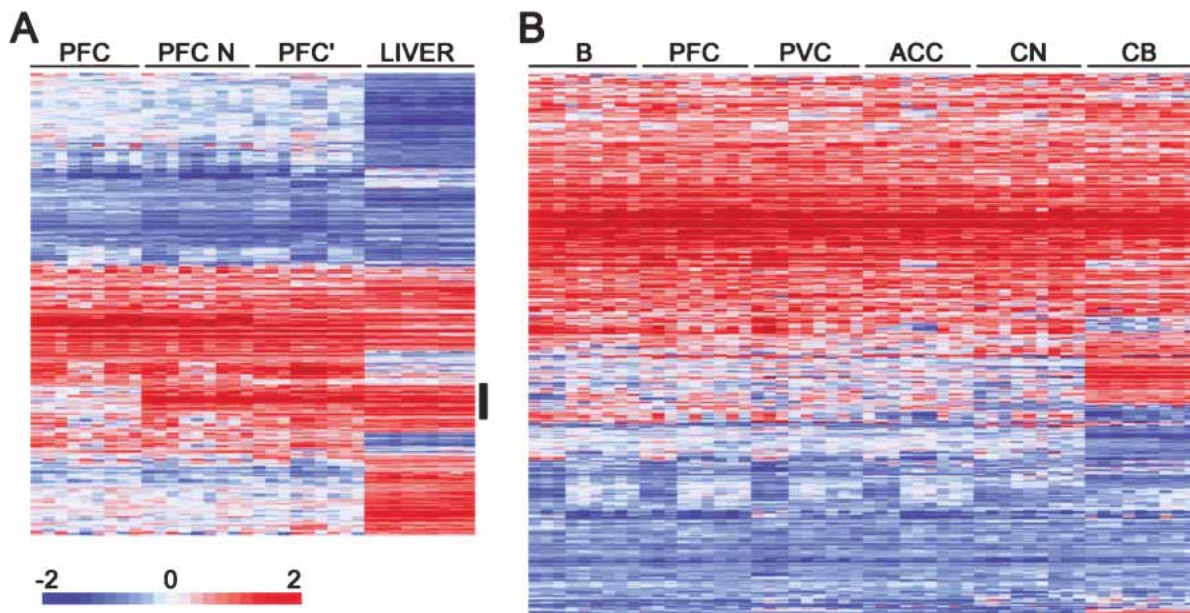 A
PFC PFC N PFC' LIVER
-2 0 2
B
B PFC PVC ACC CN CB